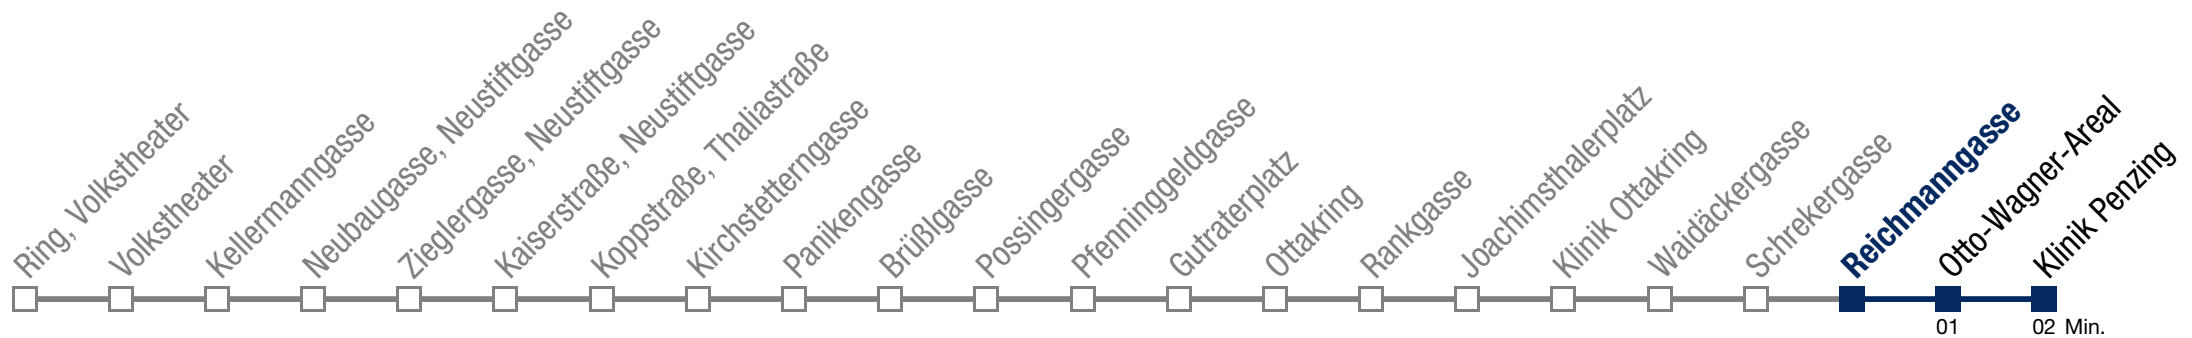 Ring, Volkstheater
Volkstheater
Kellermanngasse
Neubaugasse, Neustiftgasse
Zieglergasse, Neustiftgasse
Kaiserstraße, Neustiftgasse
Koppstraße, Thaliastraße
Kirchstetterngasse
Panikengasse
Brüßlgasse
Possingergasse
Pfenninggeldgasse
Gutraterplatz
Ottakring
Rankgasse
Joachimsthalerplatz
Klinik Ottakring
Waidäckergasse
Schrekergasse
Reichmanngasse
Otto-Wagner-Areal
Klinik Penzing
01 02 Min.